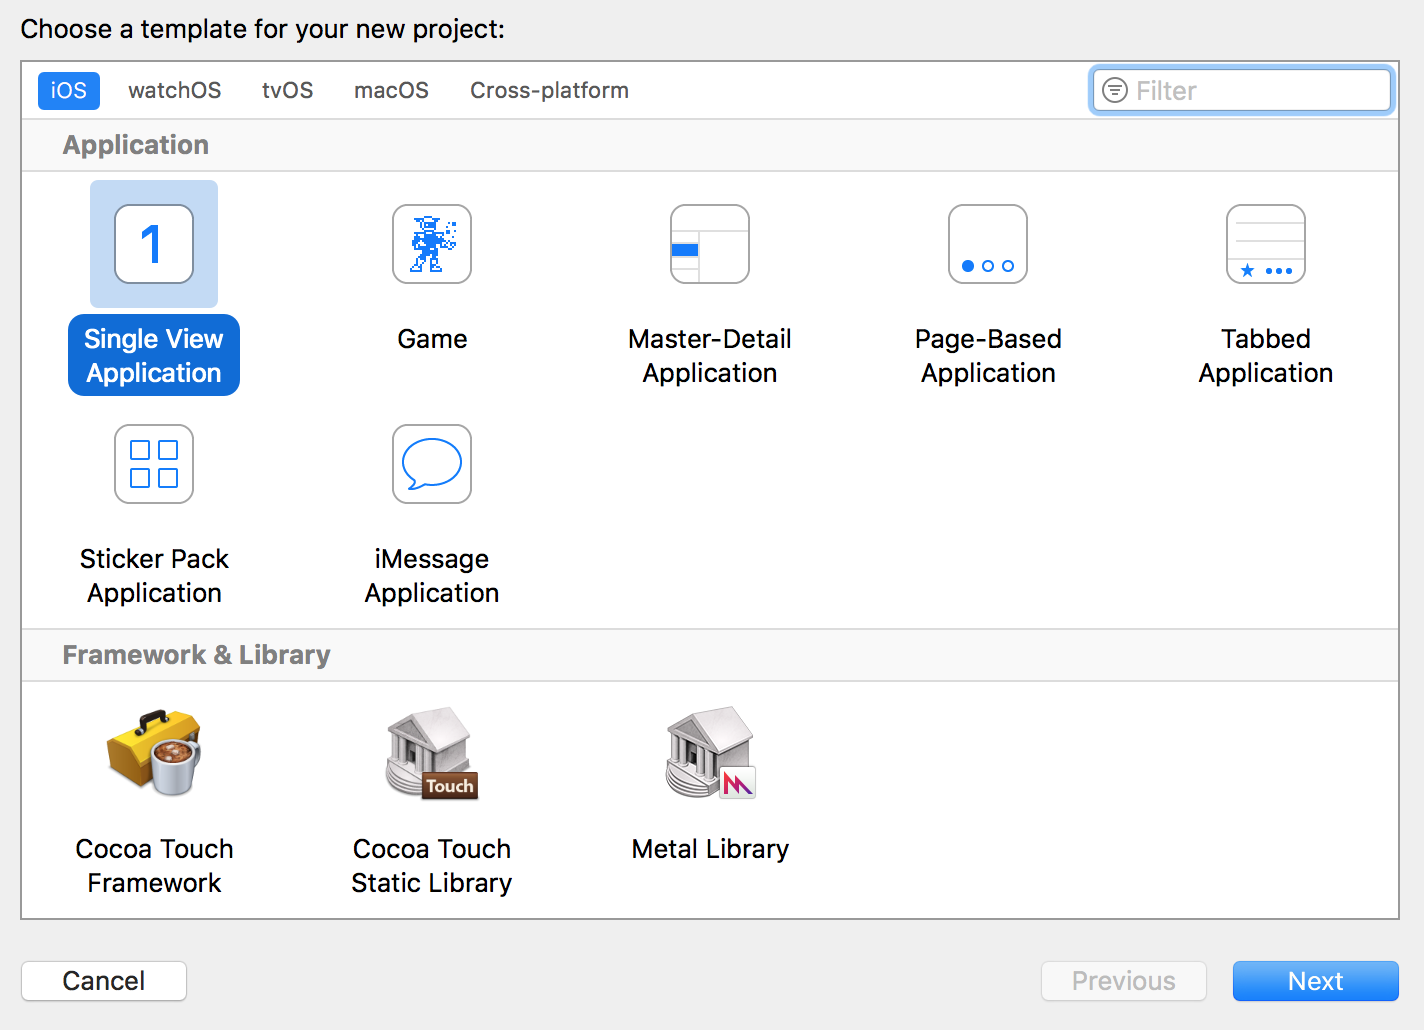 Choose a template for your new project:
iOS watchOS tvOS macOS Cross-platform Filter
Application
1
Single View Application
Game
Master-Detail Application
Page-Based Application
Tabbed Application
Sticker Pack Application
iMessage Application
Framework & Library
Touch
Cocoa Touch Framework
Cocoa Touch Static Library
Metal Library
Cancel Previous Next